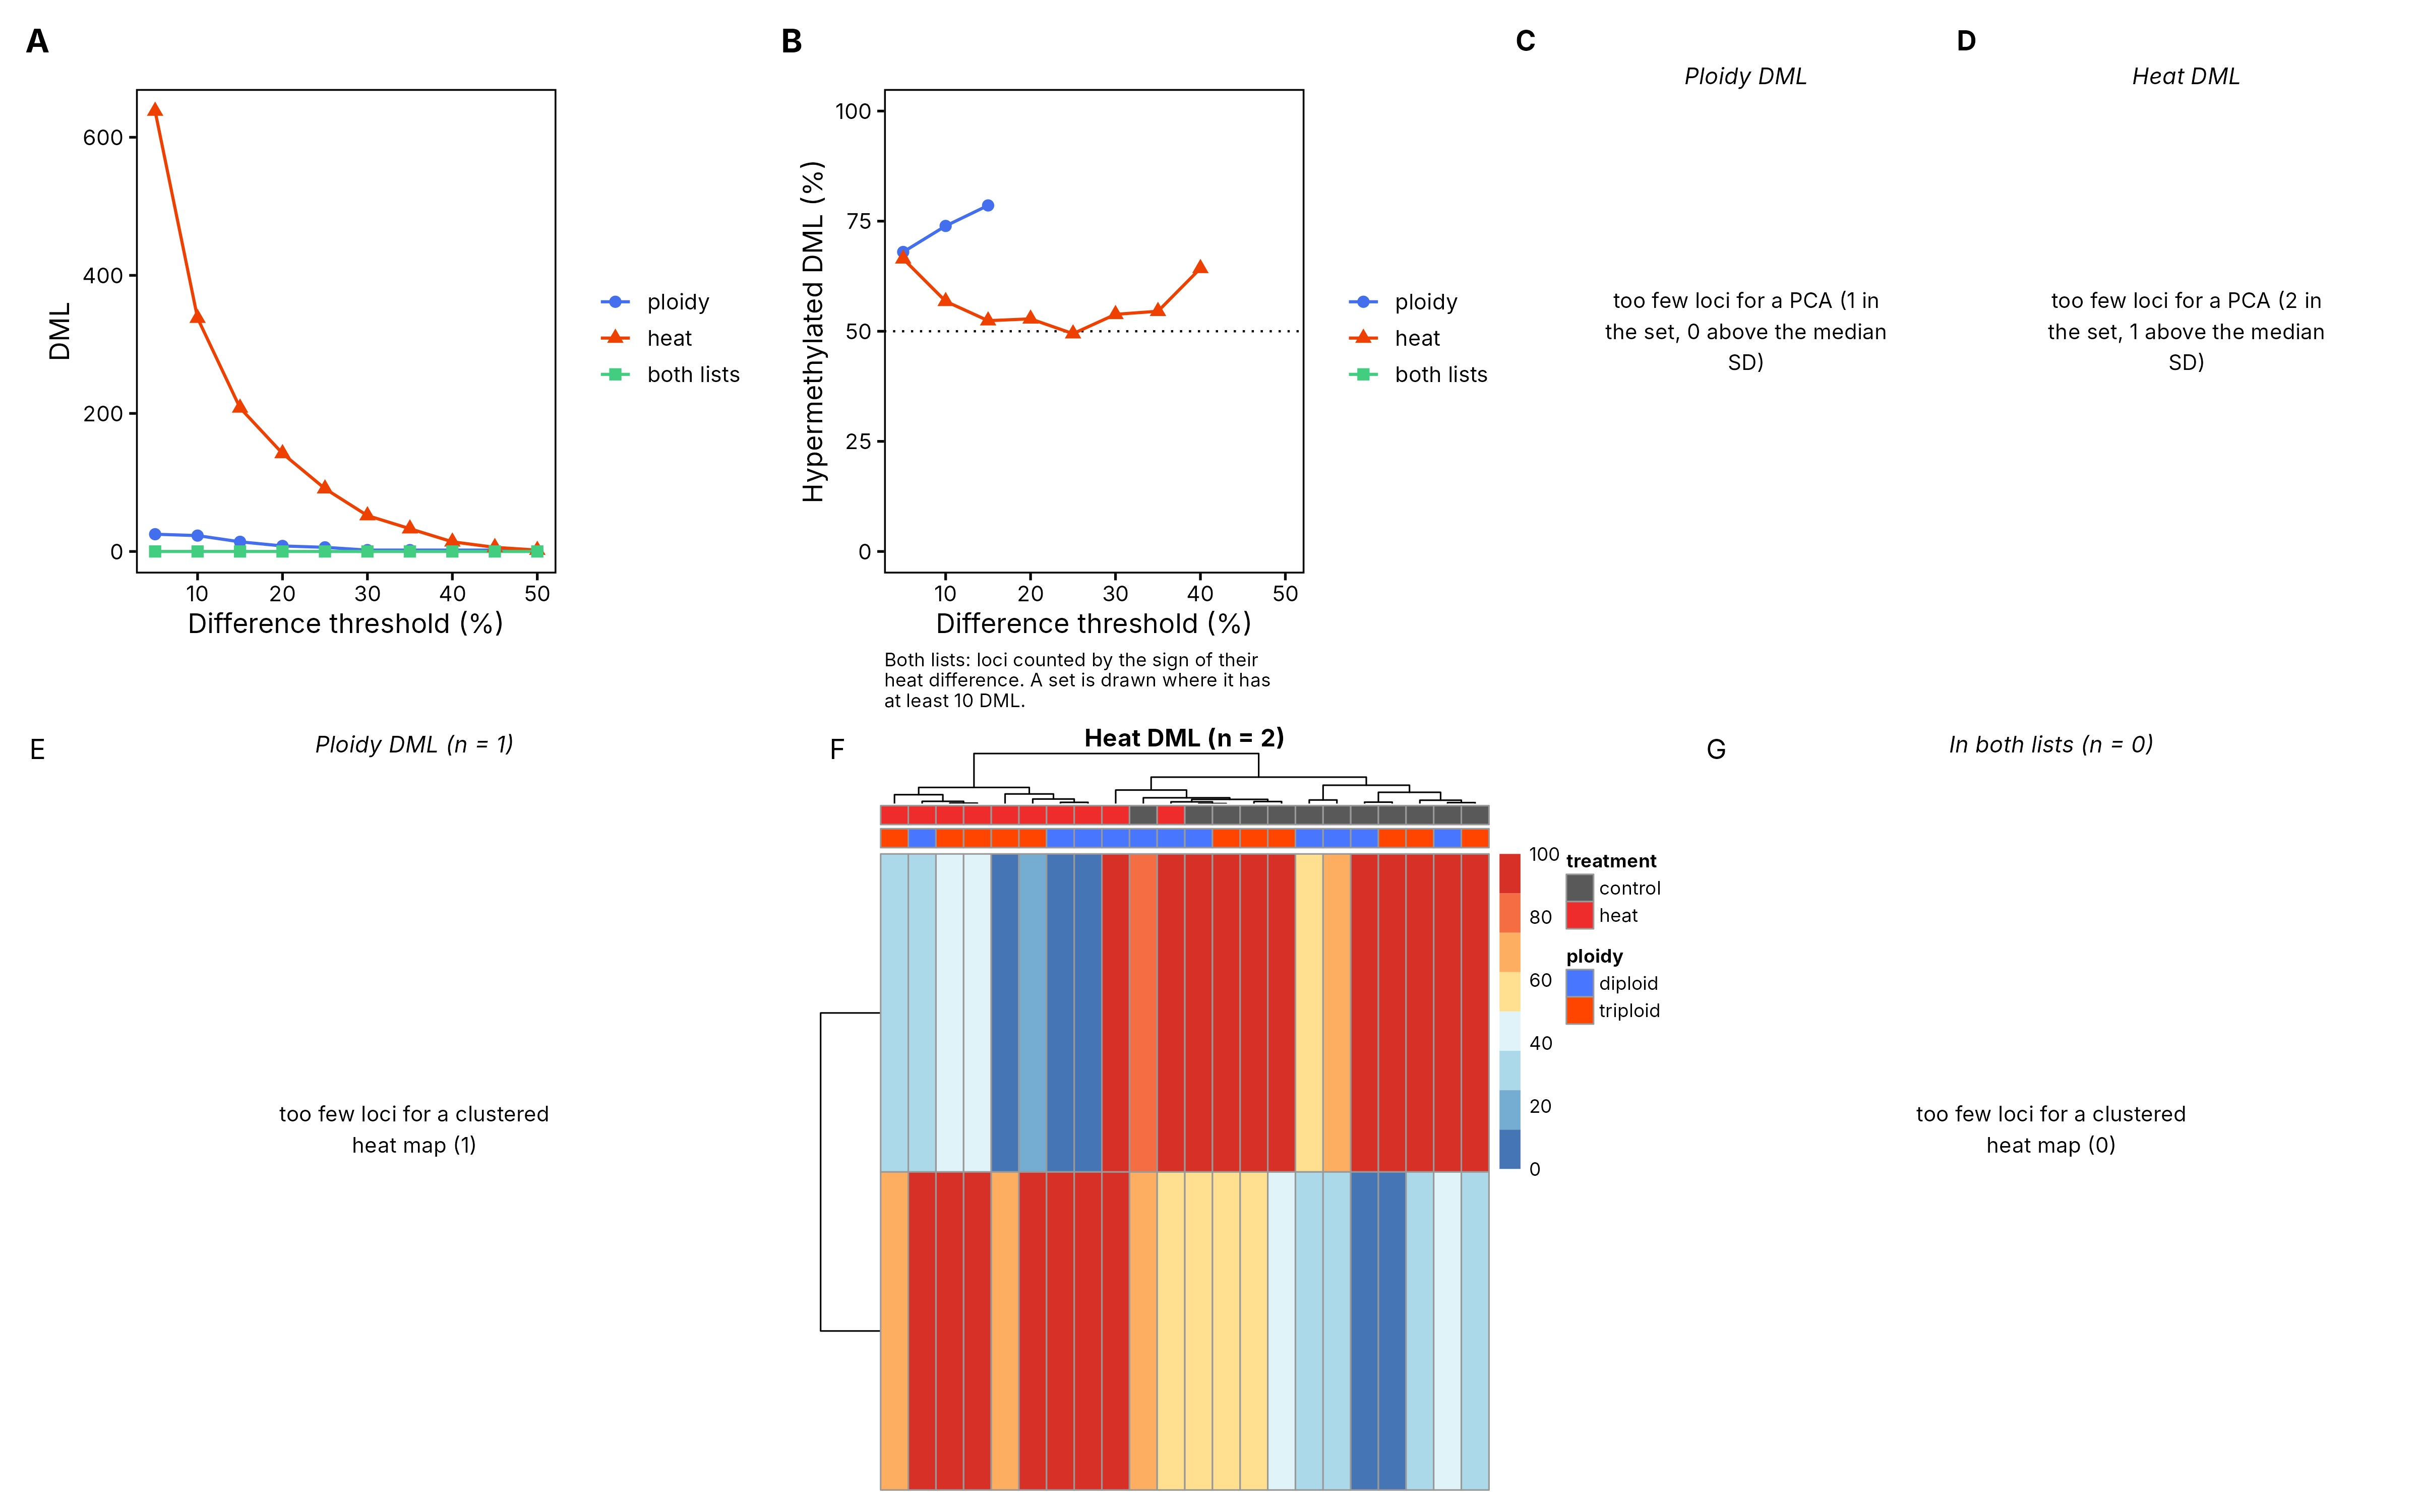 A
600
400
200
0
10 20 30 40 50
DML
Difference threshold (%)
ploidy
heat
both lists
B
100
75
50
25
0
10 20 30 40 50
Hypermethylated DML (%)
Difference threshold (%)
Both lists: loci counted by the sign of their
heat difference. A set is drawn where it has
at least 10 DML.
ploidy
heat
both lists
C
Ploidy DML
too few loci for a PCA (1 in
the set, 0 above the median
SD)
D
Heat DML
too few loci for a PCA (2 in
the set, 1 above the median
SD)
E
Ploidy DML (n = 1)
too few loci for a clustered
heat map (1)
F
Heat DML (n = 2)
100
80
60
40
20
0
treatment
control
heat
ploidy
diploid
triploid
G
In both lists (n = 0)
too few loci for a clustered
heat map (0)